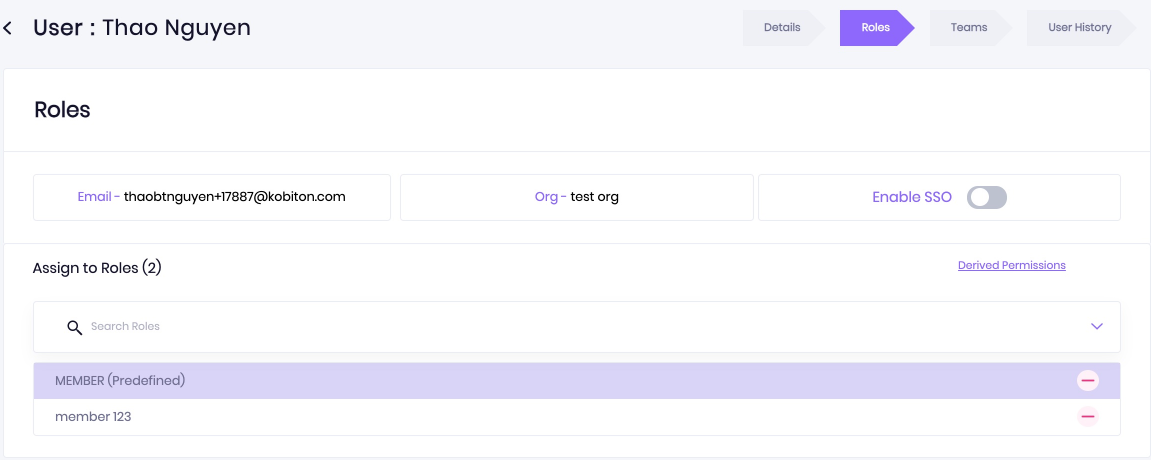 User : Thao Nguyen
Details
Roles
Teams
User History
Roles
Email - thaobtnguyen+17887@kobiton.com
Org - test org
Enable SSO
Assign to Roles (2)
Derived Permissions
Search Roles
MEMBER (Predefined)
member 123